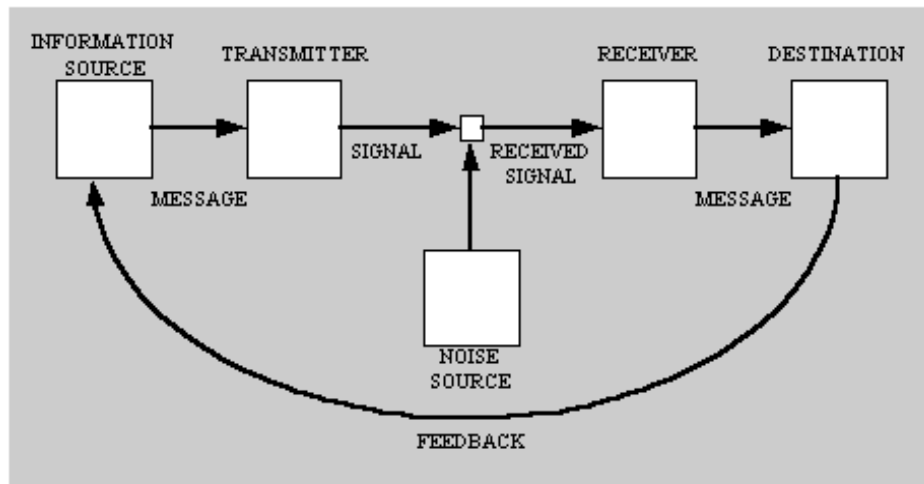 INFORMATION
SOURCE
TRANSMITTER
RECEIVER
DESTINATION
SIGNAL
RECEIVED
SIGNAL
MESSAGE
MESSAGE
NOISE
SOURCE
FEEDBACK